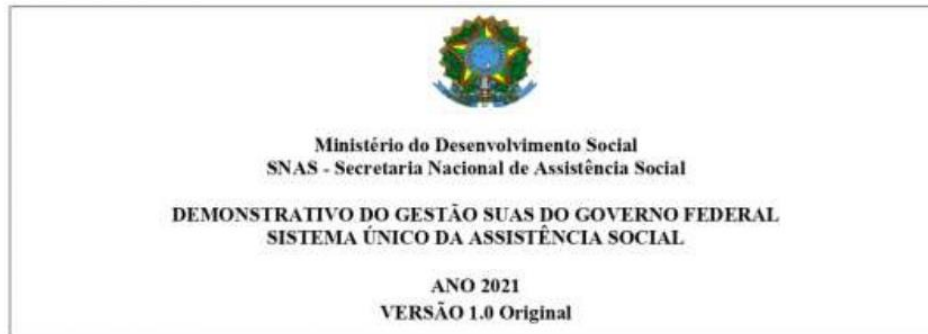 Ministério do Desenvolvimento Social
SNAS - Secretaria Nacional de Assistência Social
DEMONSTRATIVO DO GESTÃO SUAS DO GOVERNO FEDERAL
SISTEMA ÚNICO DA ASSISTÊNCIA SOCIAL
ANO 2021
VERSÃO 1.0 Original